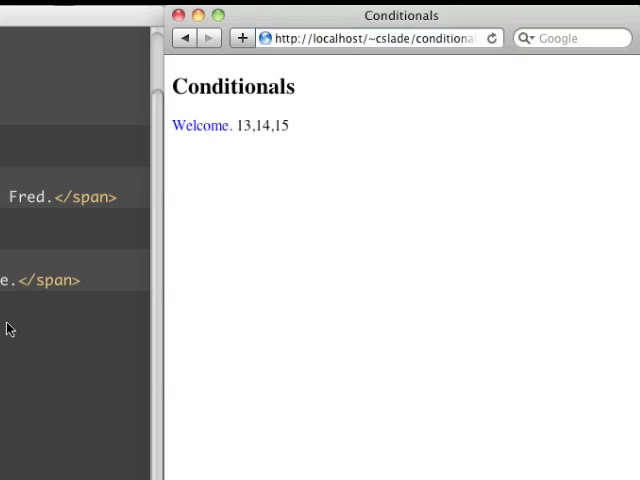 Conditionals
http://localhost/~cslade/conditiona
Google
Conditionals
Welcome. 13,14,15
Fred.</span>
e.</span>